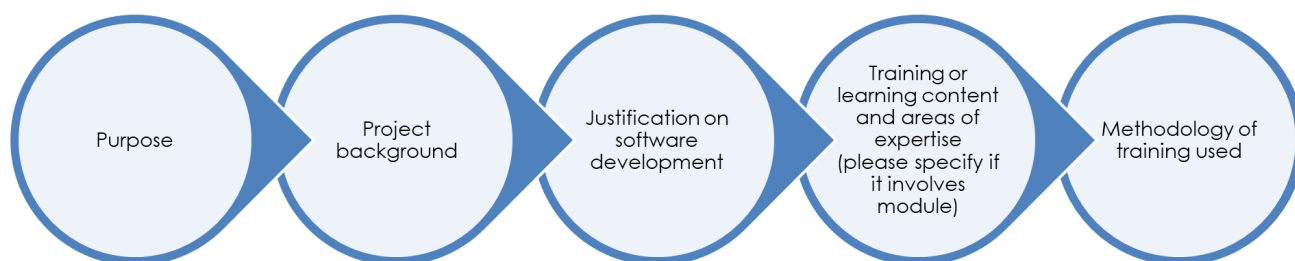 Purpose
Project
background
Justification on
software
development
Training or
learning content
and areas of
expertise
(please specify if
it involves
module)
Methodology of
training used